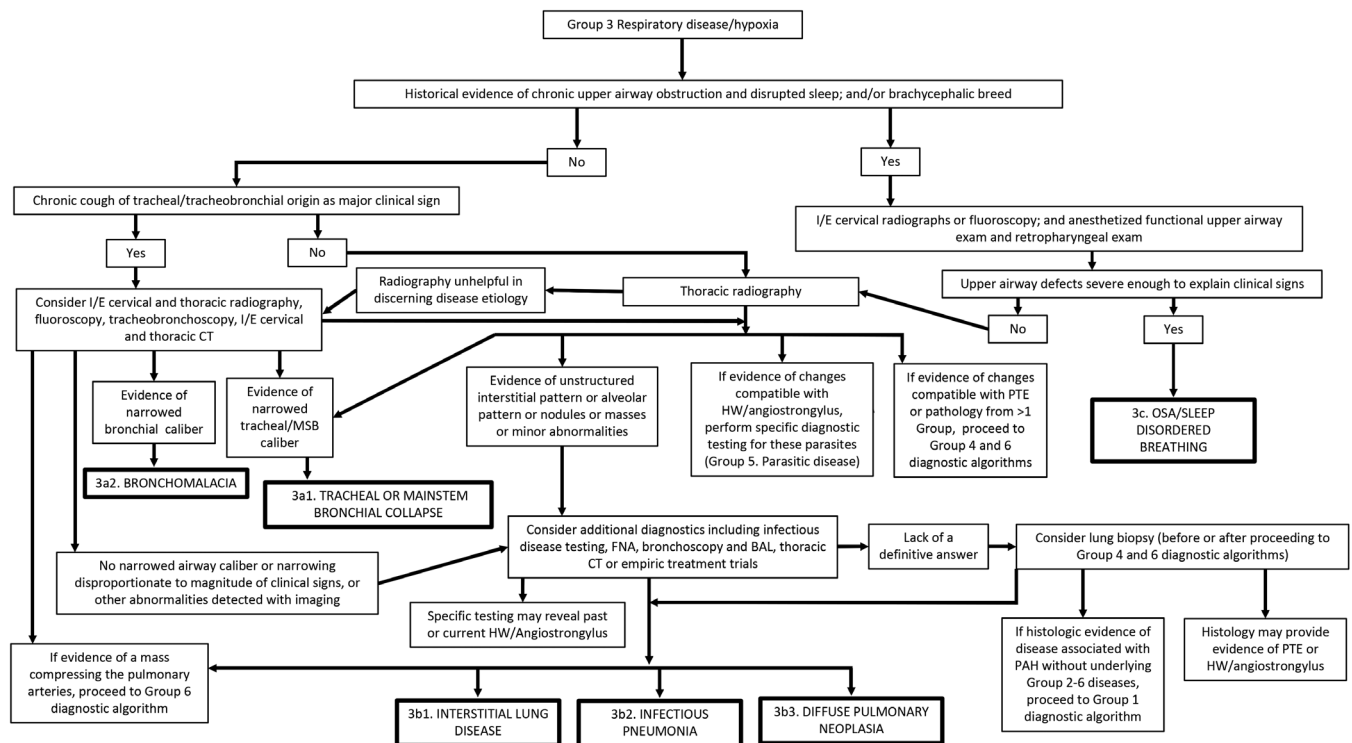 Group 3 Respiratory disease/hypoxia
Historical evidence of chronic upper airway obstruction and disrupted sleep; and/or brachycephalic breed
No
Yes
Chronic cough of tracheal/tracheobronchial origin as major clinical sign
I/E cervical radiographs or fluoroscopy; and anesthetized functional upper airway
exam and retropharyngeal exam
Yes
No
Radiography unhelpful in
discerning disease etiology
Thoracic radiography
Upper airway defects severe enough to explain clinical signs
Consider I/E cervical and thoracic radiography,
fluoroscopy, tracheobronchoscopy, I/E cervical
and thoracic CT
No
Yes
Evidence of
narrowed
bronchial caliber
Evidence of
narrowed
tracheal/MSB
caliber
Evidence of unstructured
interstitial pattern or alveolar
pattern or nodules or masses
or minor abnormalities
If evidence of changes
compatible with
HW/angiostrongylus,
perform specific diagnostic
testing for these parasites
(Group 5. Parasitic disease)
If evidence of changes
compatible with PTE
or pathology from >1
Group, proceed to
Group 4 and 6
diagnostic algorithms
3c. OSA/SLEEP
DISORDERED
BREATHING
3a2. BRONCHOMALACIA
3a1. TRACHEAL OR MAINSTEM
BRONCHIAL COLLAPSE
Consider additional diagnostics including infectious
disease testing, FNA, bronchoscopy and BAL, thoracic
CT or empiric treatment trials
Lack of a
definitive answer
Consider lung biopsy (before or after proceeding to
Group 4 and 6 diagnostic algorithms)
No narrowed airway caliber or narrowing
disproportionate to magnitude of clinical signs, or
other abnormalities detected with imaging
Specific testing may reveal past
or current HW/Angiostrongylus
If evidence of a mass
compressing the pulmonary
arteries, proceed to Group 6
diagnostic algorithm
If histologic evidence of
disease associated with
PAH without underlying
Group 2-6 diseases,
proceed to Group 1
diagnostic algorithm
Histology may provide
evidence of PTE or
HW/angiostrongylus
3b1. INTERSTITIAL LUNG
DISEASE
3b2. INFECTIOUS
PNEUMONIA
3b3. DIFFUSE PULMONARY
NEOPLASIA